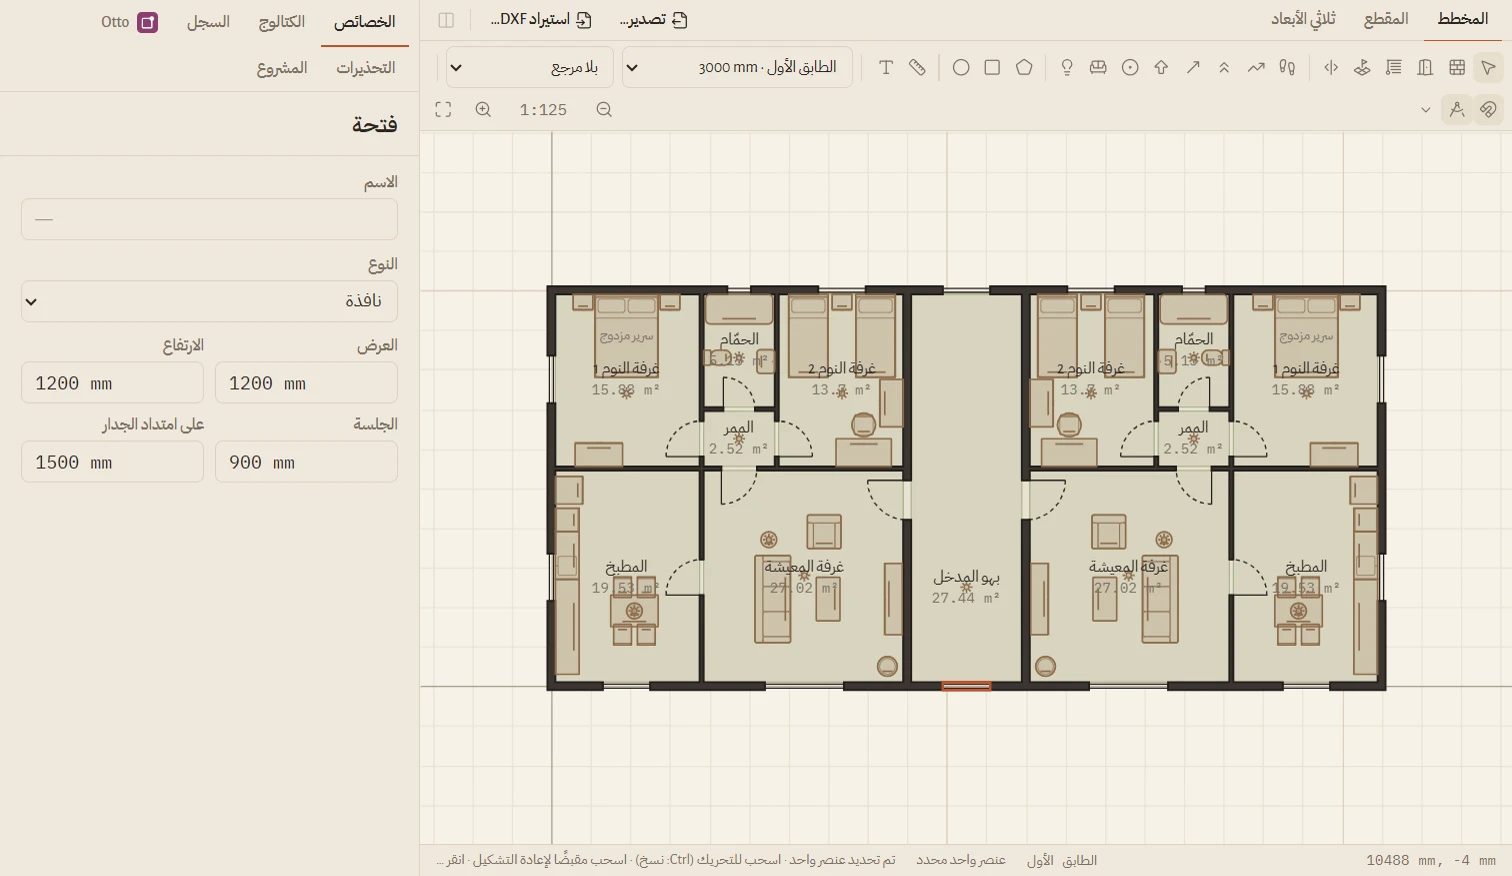 المخطط
المقطع
ثلاثي الأبعاد
تصدير...
استيراد DXF...
الخصائص
الكتالوج
السجل
Otto
التحذيرات
المشروع
الطابق الأول · 3000 mm
بلا مرجع
1:125
فتحة
الاسم
—
النوع
نافذة
العرض
الارتفاع
1200 mm
1200 mm
الجلسة
على امتداد الجدار
900 mm
1500 mm
سرير مزدوج
غرفة النوم 1
15.88 m²
الحمّام
m²
غرفة النوم 2
m²
الممر
2.52 m²
غرفة النوم 2
m²
الحمّام
m²
الممر
2.52 m²
سرير مزدوج
غرفة النوم 1
15.88 m²
المطبخ
19.53 m²
غرفة المعيشة
27.02 m²
بهو المدخل
27.44 m²
غرفة المعيشة
27.02 m²
المطبخ
19.53 m²
10488 mm, -4 mm
الطابق الأول
عنصر واحد محدد
تم تحديد عنصر واحد · اسحب للتحريك (Ctrl: نسخ) · اسحب مقبضًا لإعادة التشكيل · انقر ...